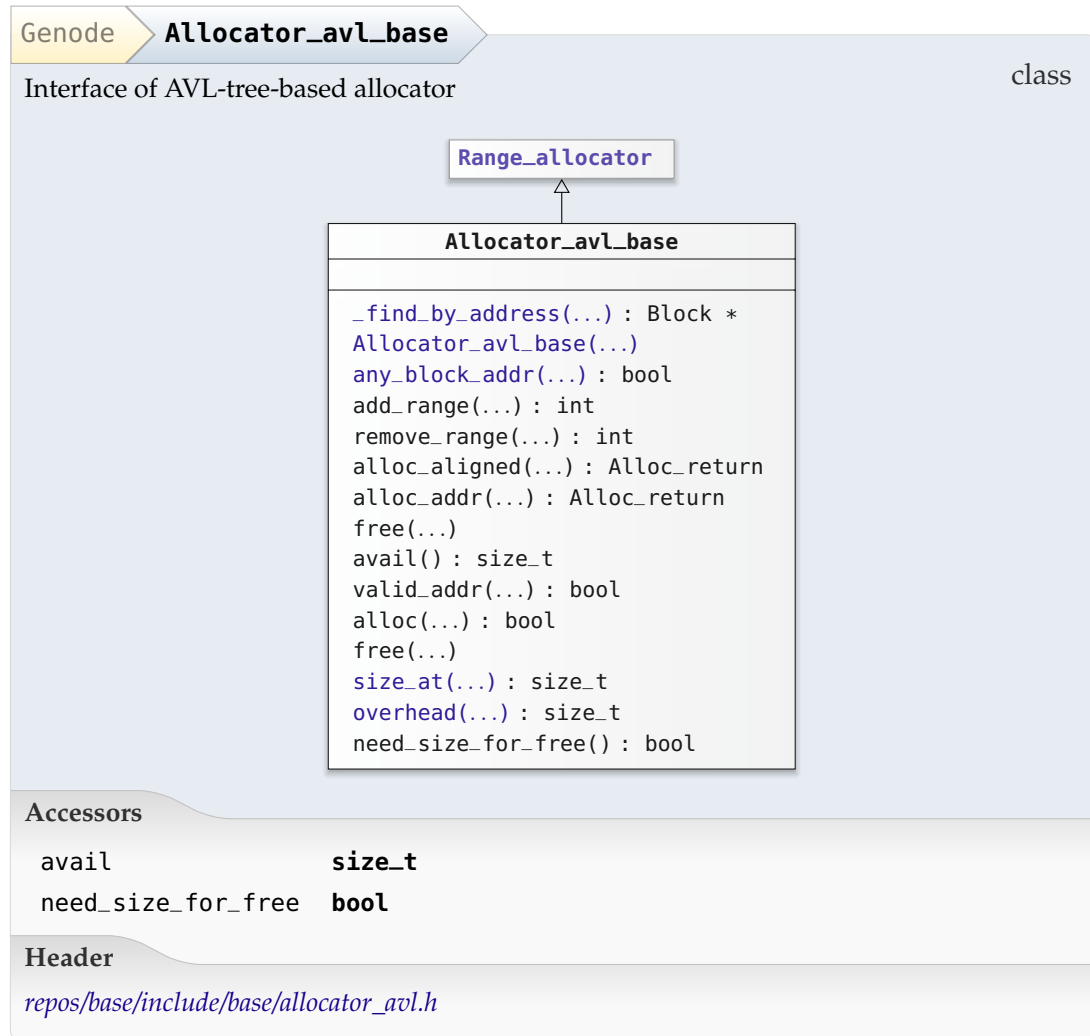 Genode Allocator_avl_base
Interface of AVL-tree-based allocator
class
Range_allocator
Allocator_avl_base
_find_by_address(...) : Block *
Allocator_avl_base(...)
any_block_addr(...) : bool
add_range(...) : int
remove_range(...) : int
alloc_aligned(...) : Alloc_return
alloc_addr(...) : Alloc_return
free(...)
avail() : size_t
valid_addr(...) : bool
alloc(...) : bool
free(...)
size_at(...) : size_t
overhead(...) : size_t
need_size_for_free() : bool
Accessors
avail size_t
need_size_for_free bool
Header
repos/base/include/base/allocator_avl.h